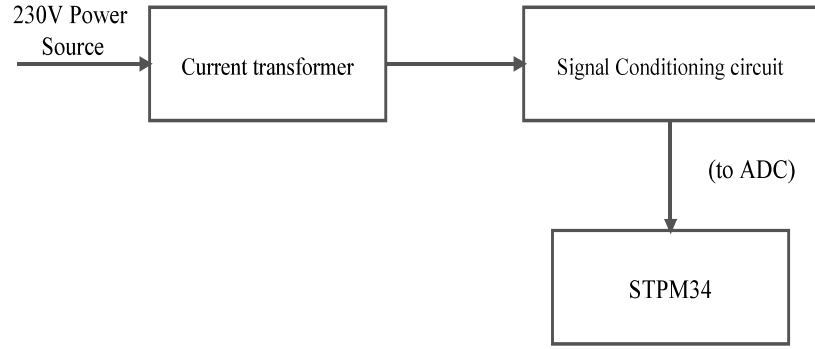 230V Power
Source
Current transformer
Signal Conditioning circuit
(to ADC)
STPM34